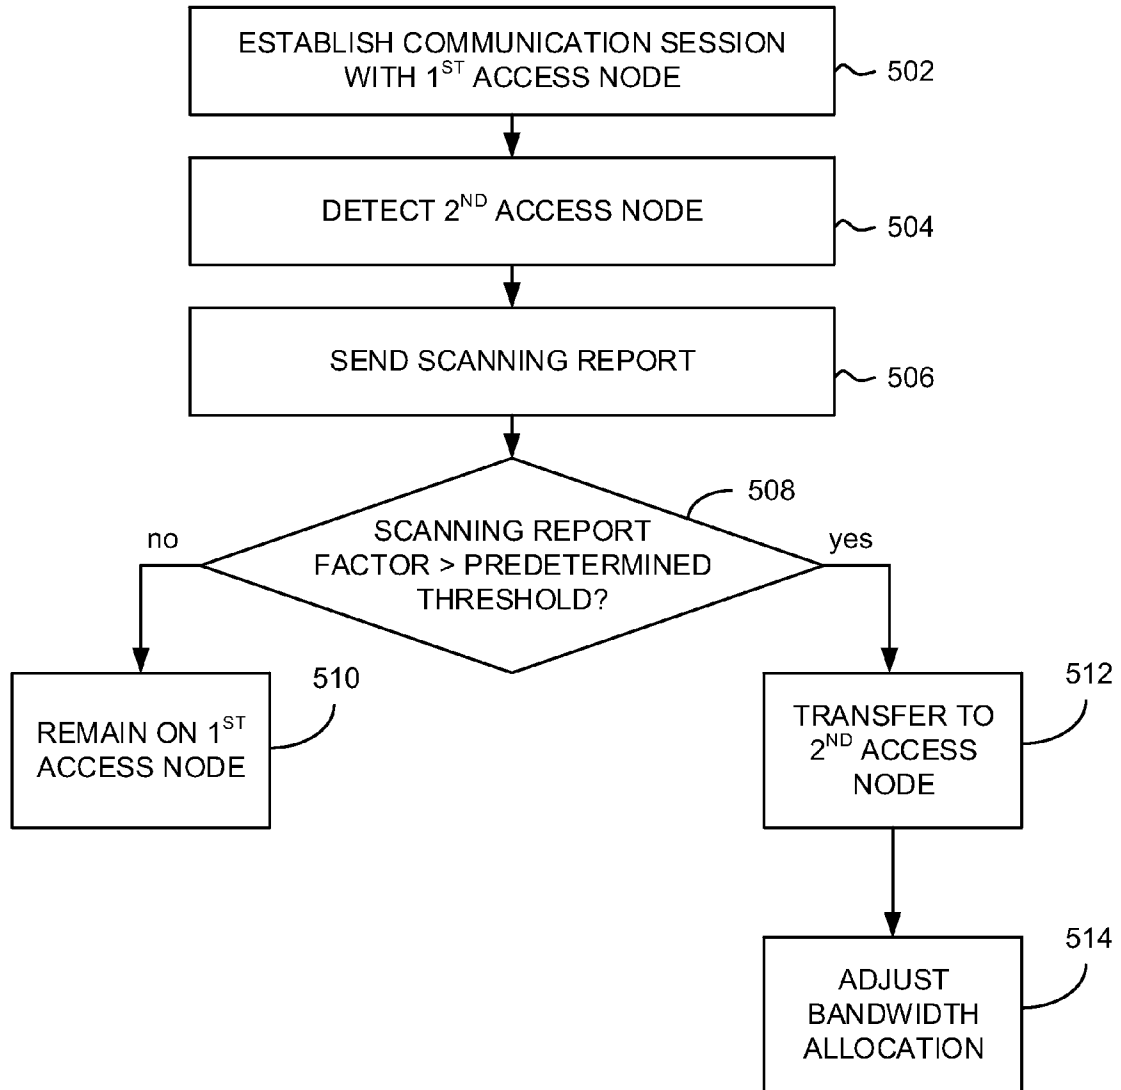 ESTABLISH COMMUNICATION SESSION
WITH 1ST ACCESS NODE
502
DETECT 2ND ACCESS NODE
504
SEND SCANNING REPORT
506
508
no
SCANNING REPORT
FACTOR > PREDETERMINED
THRESHOLD?
yes
510
REMAIN ON 1ST
ACCESS NODE
512
TRANSFER TO
2ND ACCESS
NODE
514
ADJUST
BANDWIDTH
ALLOCATION